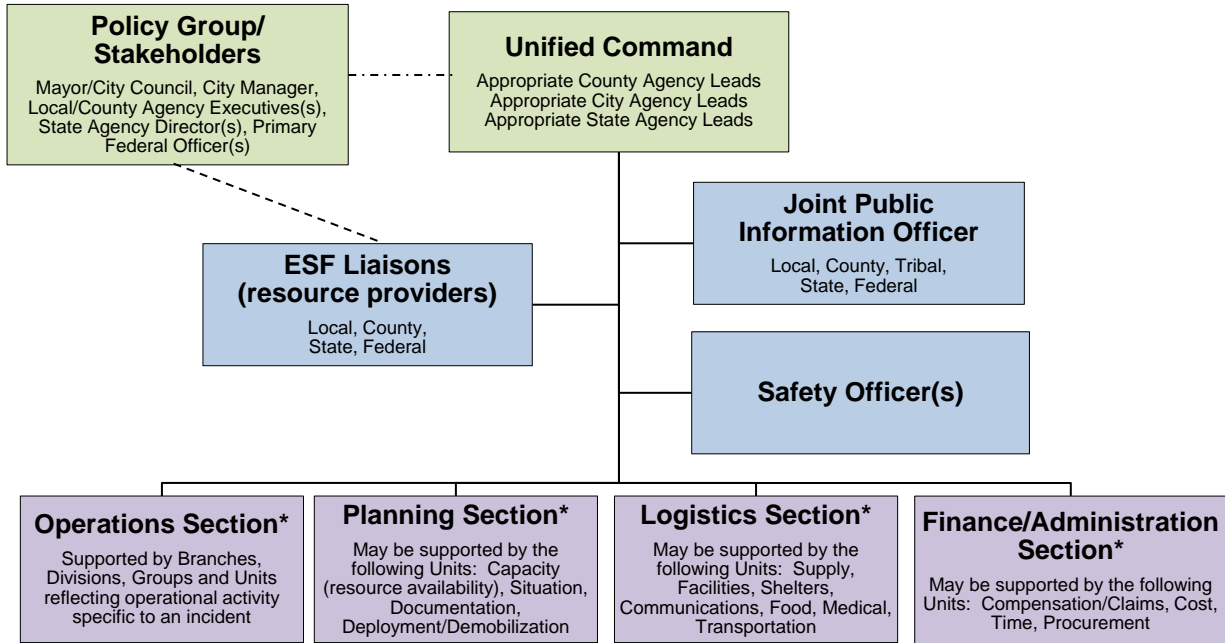 Policy Group/
Stakeholders
Mayor/City Council, City Manager,
Local/County Agency Executives(s),
State Agency Director(s), Primary
Federal Officer(s)
Unified Command
Appropriate County Agency Leads
Appropriate City Agency Leads
Appropriate State Agency Leads
Joint Public
Information Officer
Local, County, Tribal,
State, Federal
ESF Liaisons
(resource providers)
Local, County,
State, Federal
Safety Officer(s)
Operations Section*
Supported by Branches,
Divisions, Groups and Units
reflecting operational activity
specific to an incident
Planning Section*
May be supported by the
following Units: Capacity
(resource availability), Situation,
Documentation,
Deployment/Demobilization
Logistics Section*
May be supported by the
following Units: Supply,
Facilities, Shelters,
Communications, Food, Medical,
Transportation
Finance/Administration
Section*
May be supported by the following
Units: Compensation/Claims, Cost,
Time, Procurement